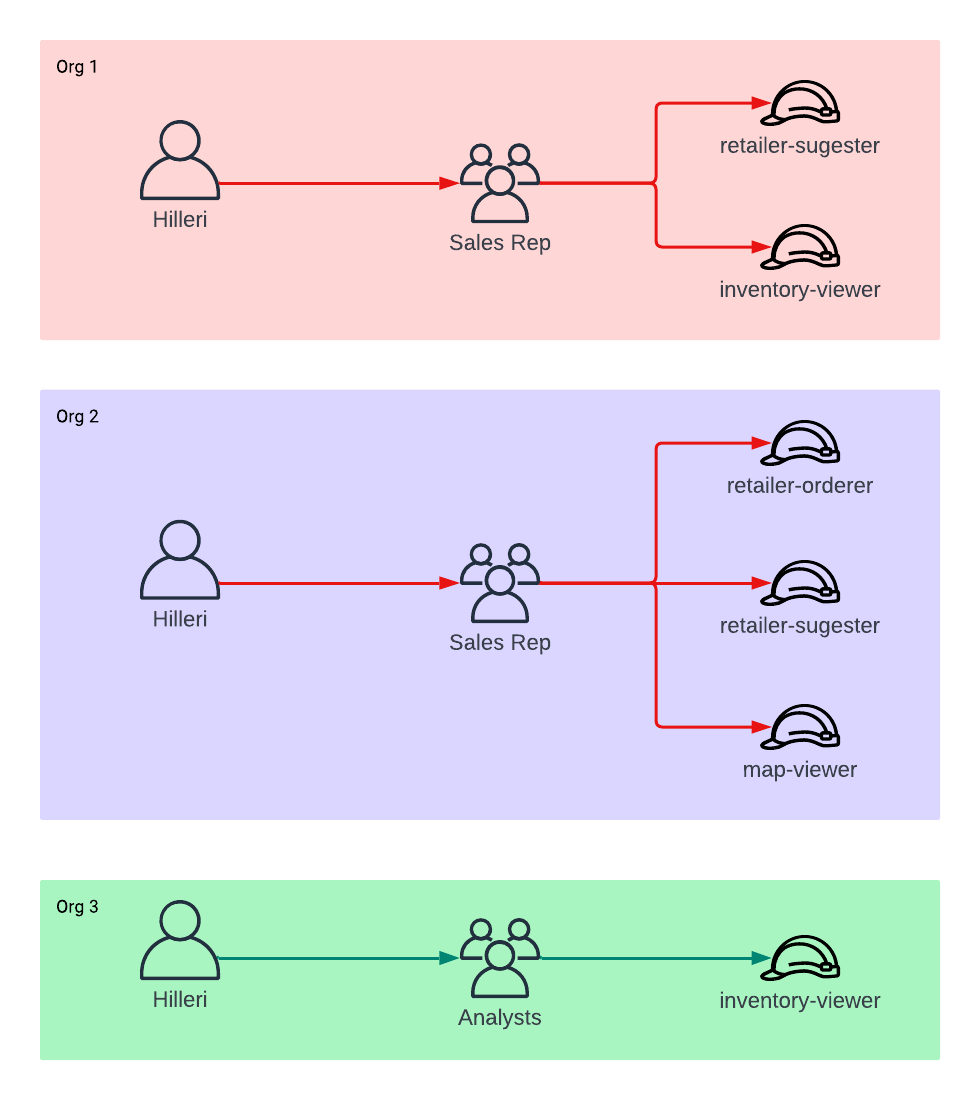 Org 1
Hilleri
Sales Rep
retailer-sugester
inventory-viewer
Org 2
Hilleri
Sales Rep
retailer-orderer
retailer-sugester
map-viewer
Org 3
Hilleri
Analysts
inventory-viewer